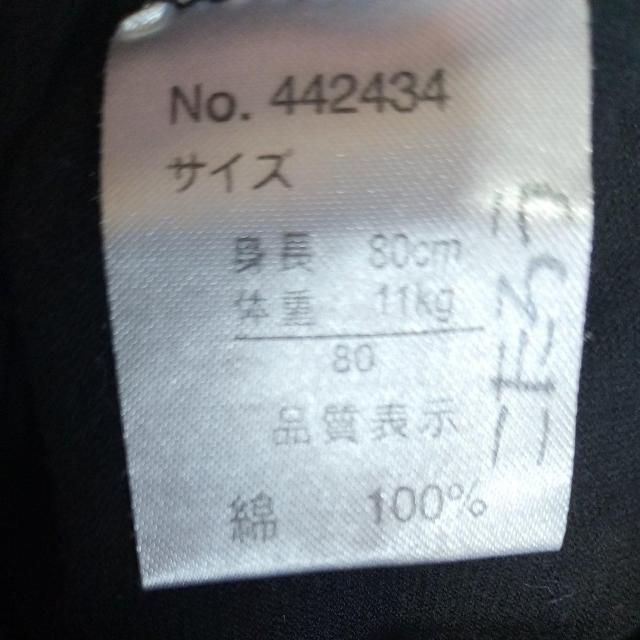 No. 442434
サイズ
身長 80cm
体重 11kg
80
品質表示
綿 100%